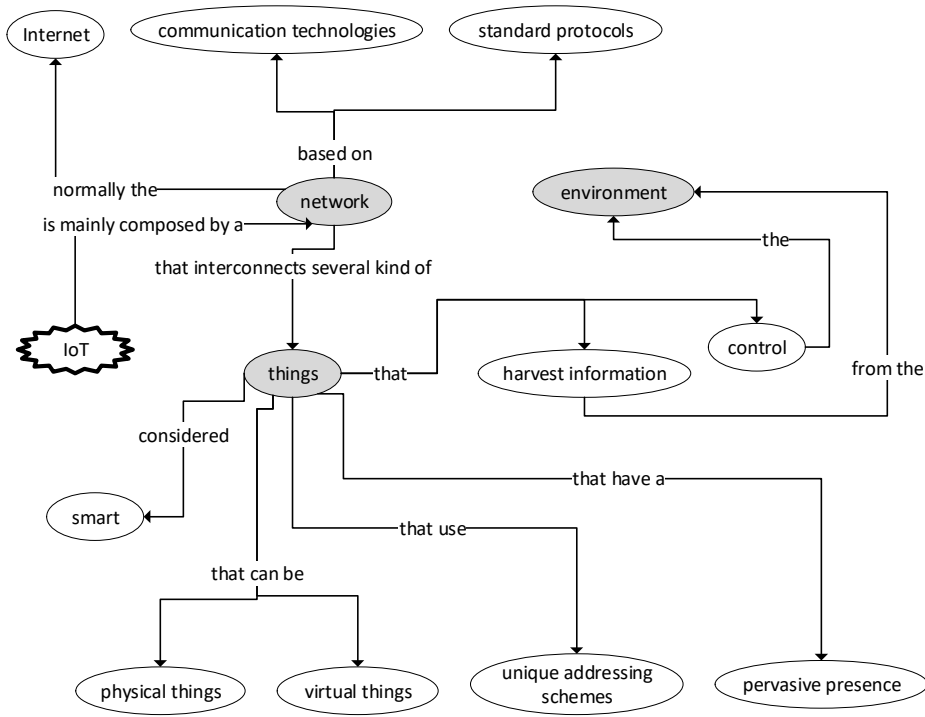 Internet
communication technologies
standard protocols
based on
normally the
network
environment
is mainly composed by a
the
that interconnects several kind of
IoT
things
that
harvest information
control
from the
considered
that have a
smart
that use
that can be
physical things
virtual things
unique addressing
schemes
pervasive presence